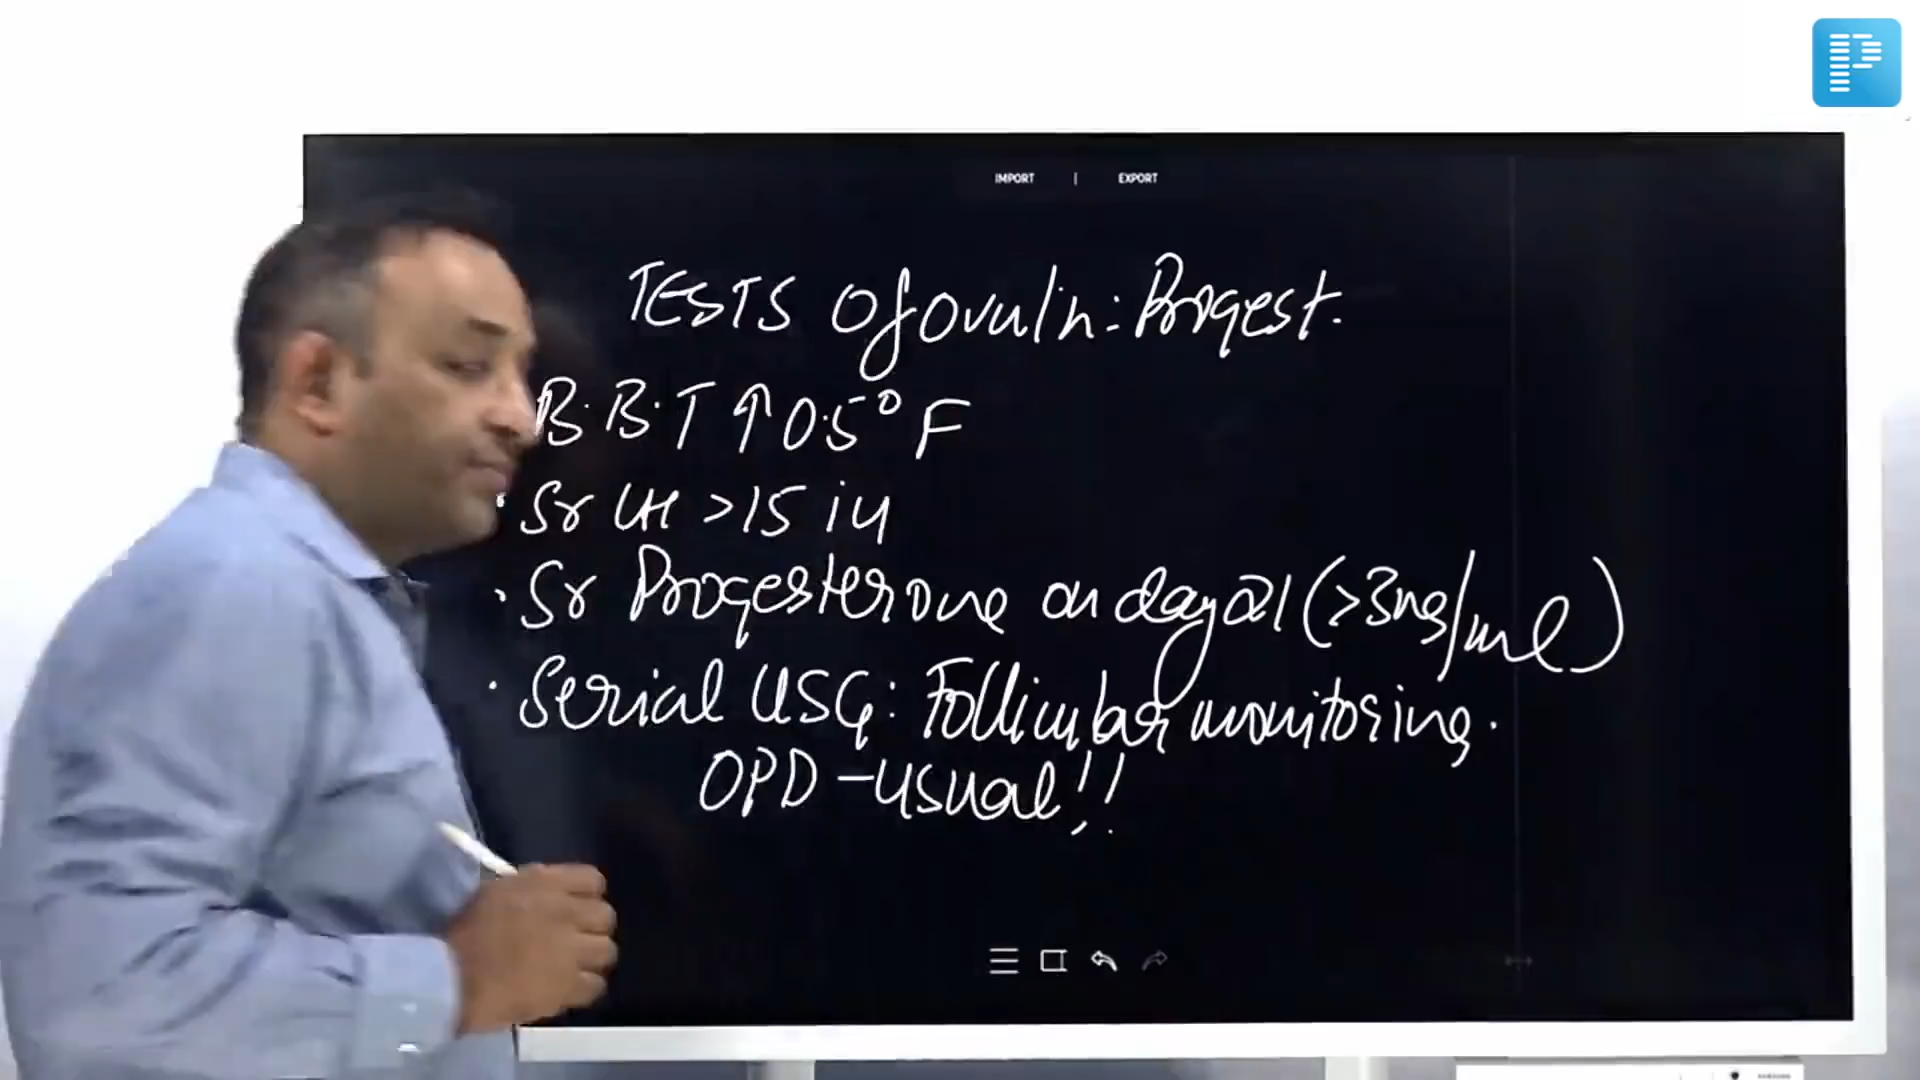 IMPORT | EXPORT
TESTS Of ovuln: Progest.
B.B.T ↑ 0.5° F
· Sr LH >15 iu
· Sr Progesterone on day 21 (>3ng/ml)
· Serial USG: Follicular monitoring.
OPD - usual!!